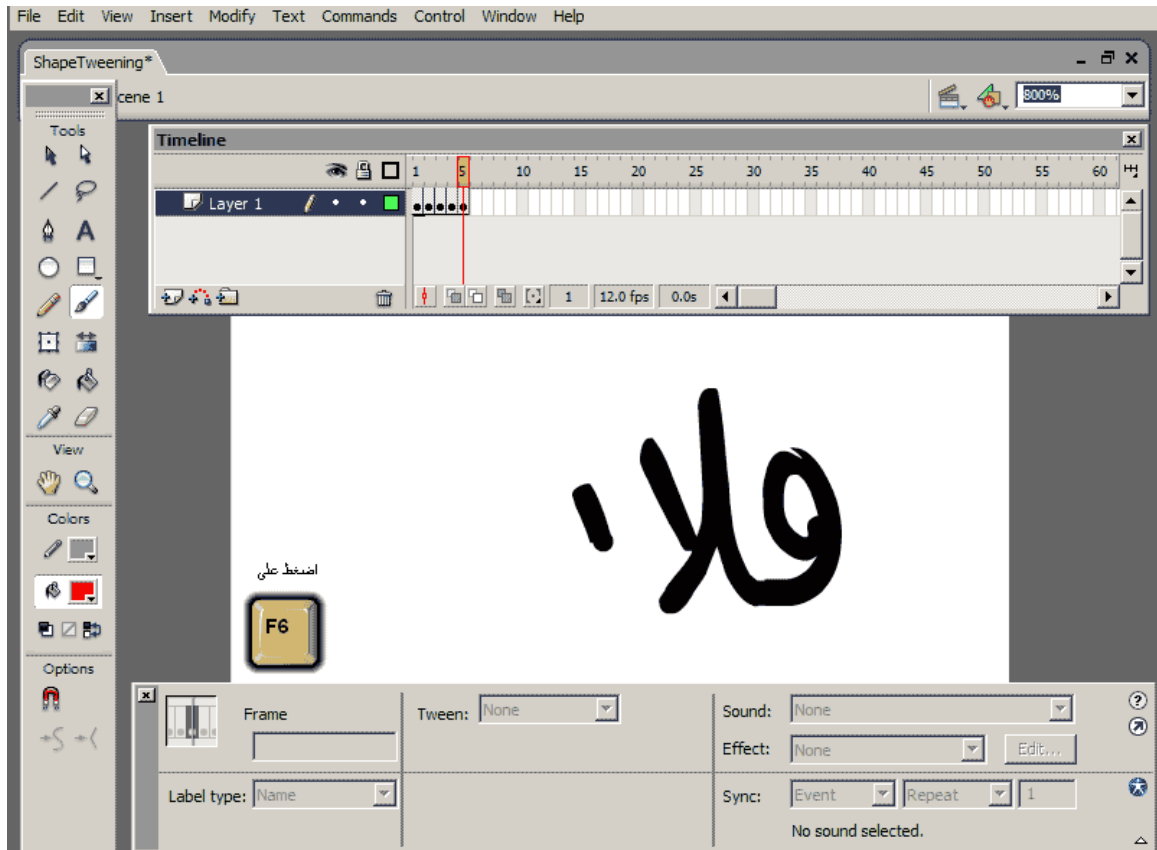 File Edit View Insert Modify Text Commands Control Window Help
ShapeTweening*
cene 1
800%
Tools
Timeline
1 5 10 15 20 25 30 35 40 45 50 55 60
Layer 1
1 12.0 fps 0.0s
A
View
Colors
Options
فلا
اضغط على
F6
Frame
Tween: None
Sound: None
Effect: None Edit...
Label type: Name
Sync: Event Repeat 1
No sound selected.